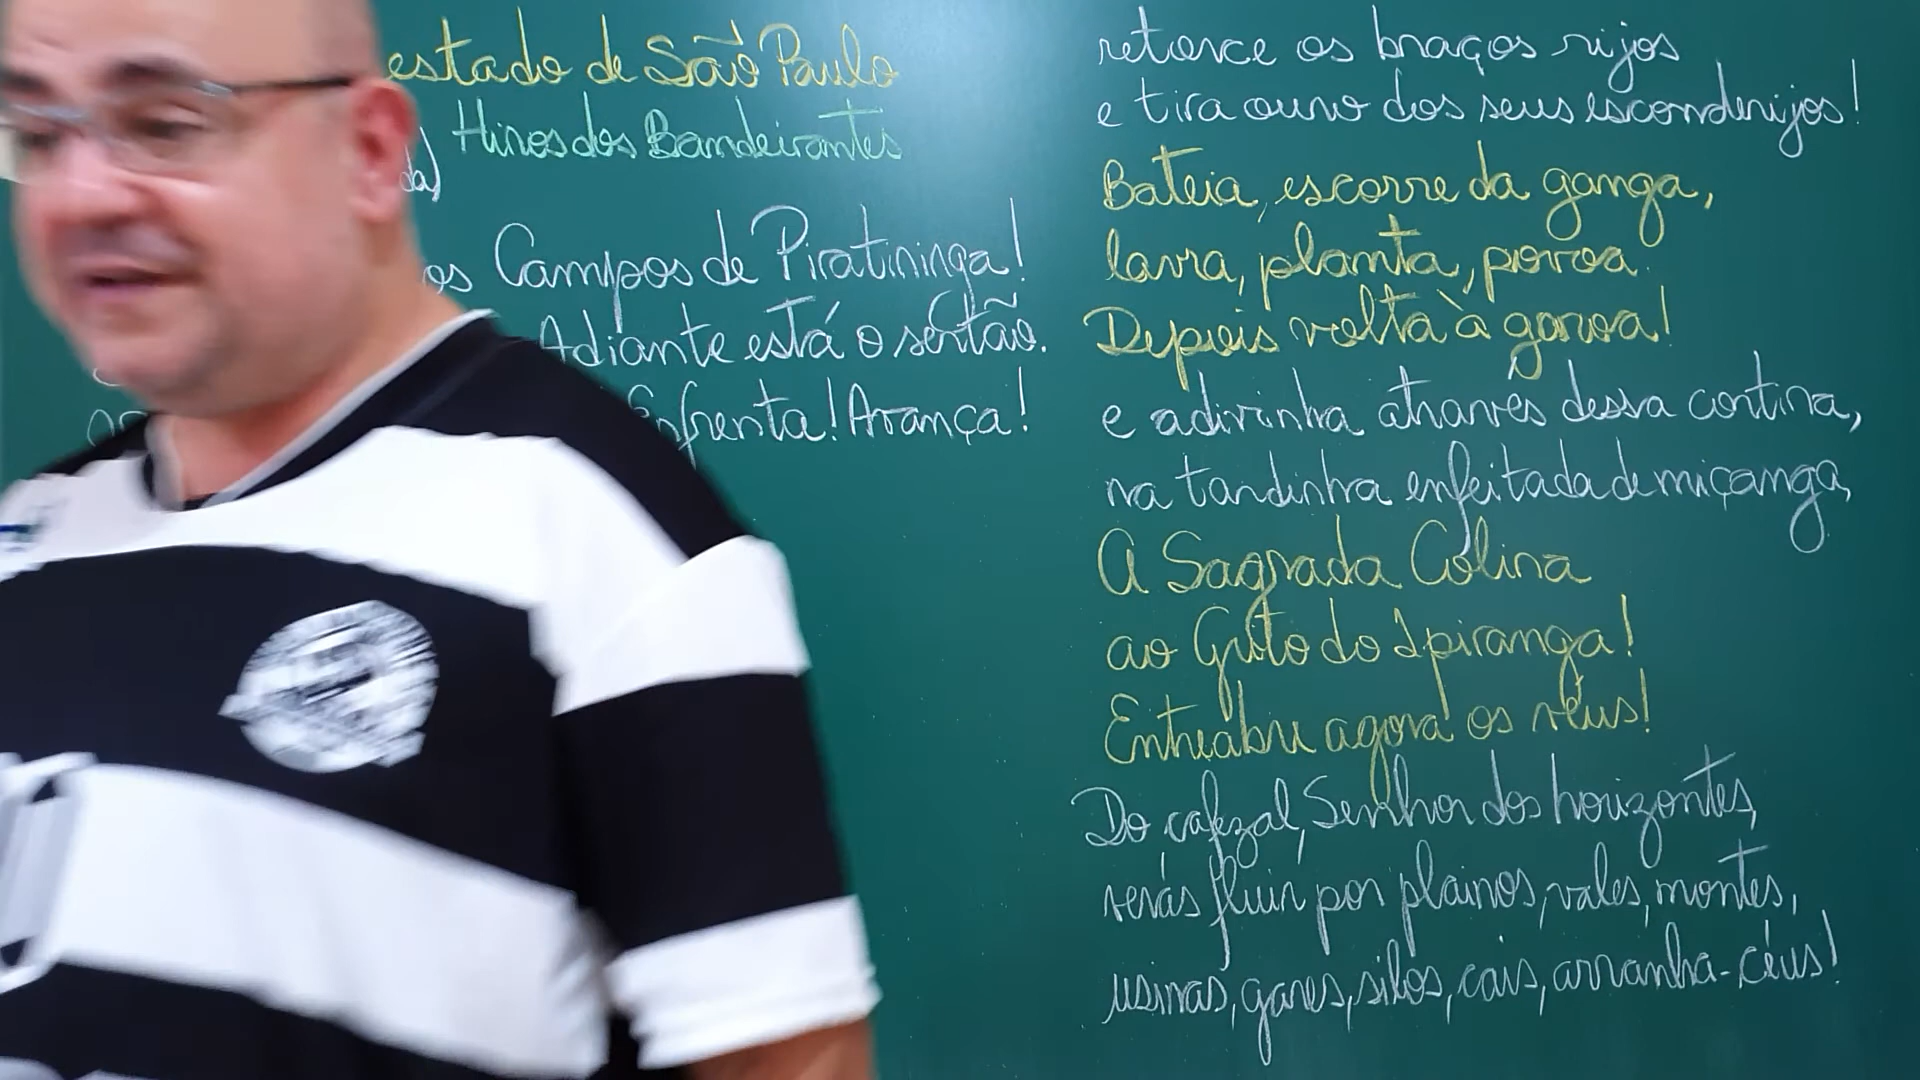 estado de São Paulo
Hinos dos Bandeirantes
da)
os Campos de Piratininga!
Adiante está o sertão.
Enfrenta! Avança!
retorce os braços rijos
e tira ouro dos seus esconderijos!
Bateia, escorre da ganga,
lavra, planta, povoa.
Depois volta à garoa!
e adivinha através dessa cortina,
na tardinha enfeitada de miçanga,
A Sagrada Colina
ao Grito do Ipiranga!
Entreabre agora os véus!
Do cafezal, Senhor dos horizontes,
verás fluir por plainos, vales, montes,
usinas, gares, silos, cais, arranha-céus!